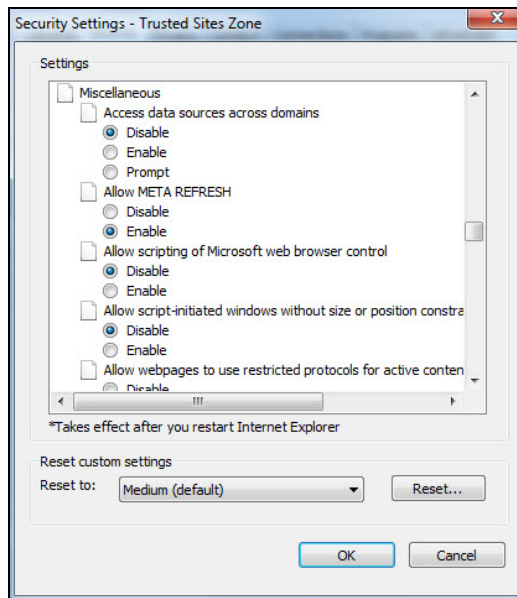 Security Settings - Trusted Sites Zone
Settings
Miscellaneous
Access data sources across domains
Disable
Enable
Prompt
Allow META REFRESH
Disable
Enable
Allow scripting of Microsoft web browser control
Disable
Enable
Allow script-initiated windows without size or position constra
Disable
Enable
Allow webpages to use restricted protocols for active conten
Disable
*Takes effect after you restart Internet Explorer
Reset custom settings
Reset to: Medium (default) Reset...
OK Cancel